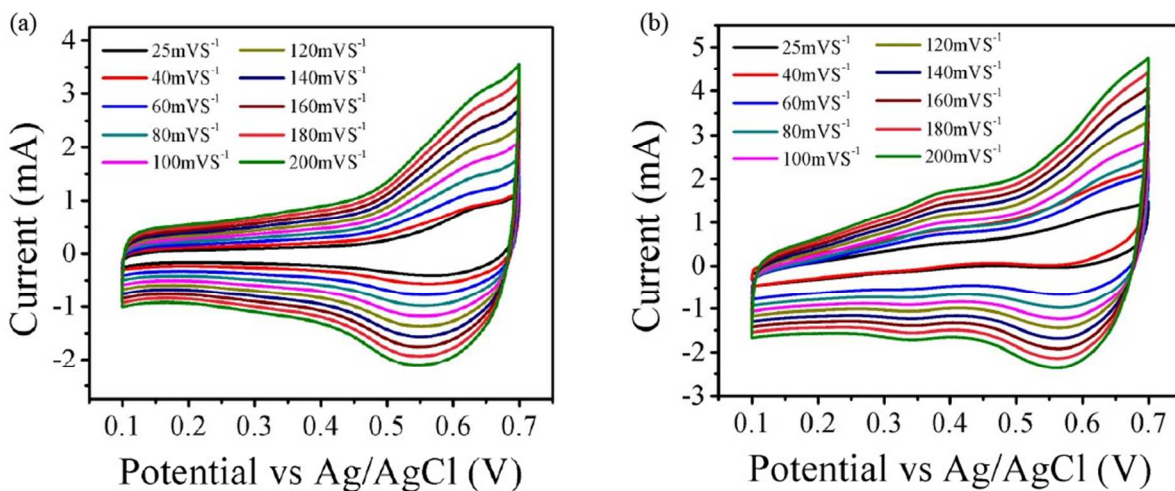 (a)
4
3
2
1
0
-1
-2
Current (mA)
25mVS⁻¹ 120mVS⁻¹
40mVS⁻¹ 140mVS⁻¹
60mVS⁻¹ 160mVS⁻¹
80mVS⁻¹ 180mVS⁻¹
100mVS⁻¹ 200mVS⁻¹
0.1 0.2 0.3 0.4 0.5 0.6 0.7
Potential vs Ag/AgCl (V)
(b)
5
4
3
2
1
0
-1
-2
-3
Current (mA)
25mVS⁻¹ 120mVS⁻¹
40mVS⁻¹ 140mVS⁻¹
60mVS⁻¹ 160mVS⁻¹
80mVS⁻¹ 180mVS⁻¹
100mVS⁻¹ 200mVS⁻¹
0.1 0.2 0.3 0.4 0.5 0.6 0.7
Potential vs Ag/AgCl (V)